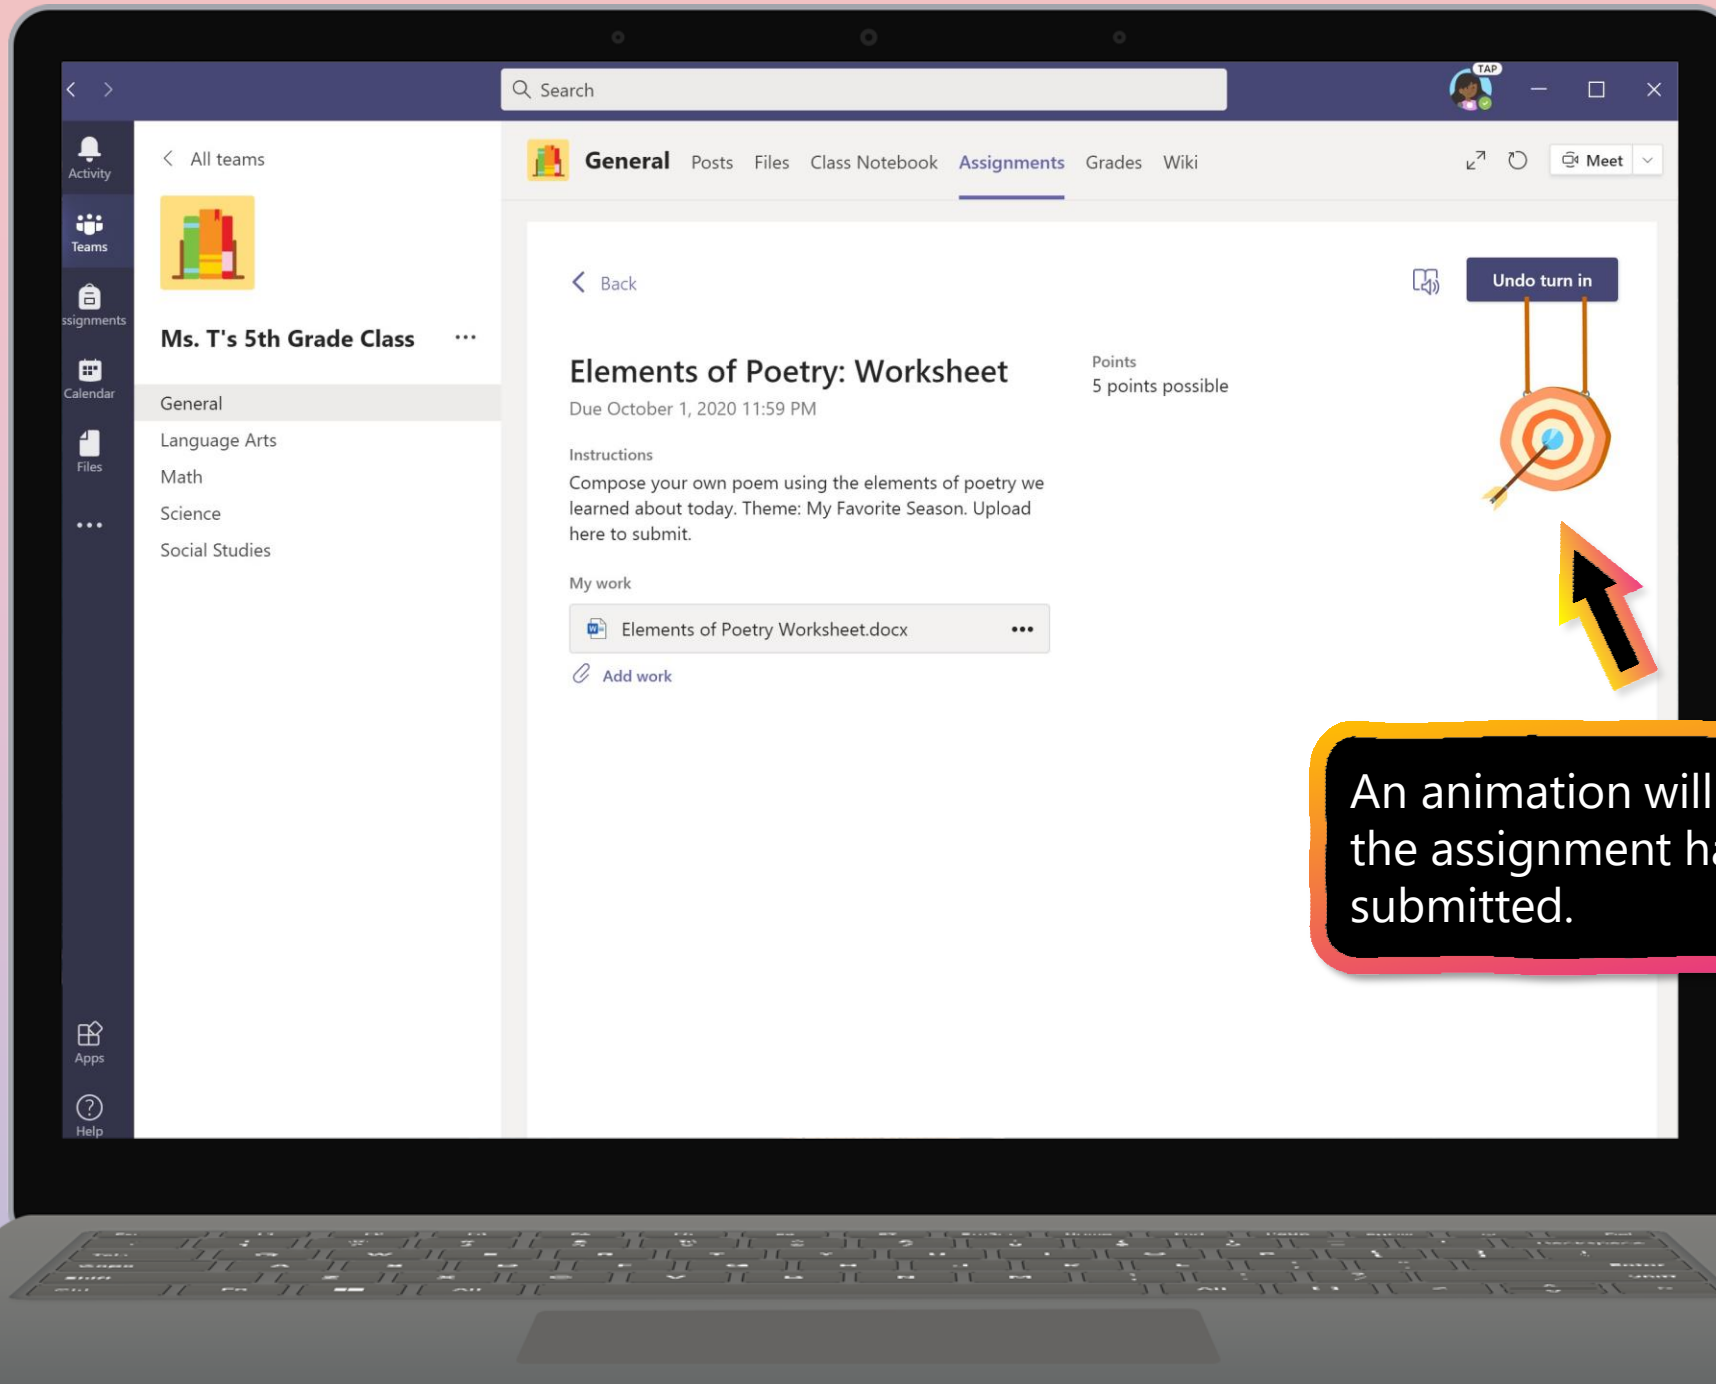 Search
TAP
Activity
Teams
ssignments
Calendar
Files
Apps
Help
All teams
Ms. T's 5th Grade Class
General
Language Arts
Math
Science
Social Studies
General Posts Files Class Notebook Assignments Grades Wiki
Meet
Back
Undo turn in
Elements of Poetry: Worksheet
Due October 1, 2020 11:59 PM
Points
5 points possible
Instructions
Compose your own poem using the elements of poetry we
learned about today. Theme: My Favorite Season. Upload
here to submit.
My work
Elements of Poetry Worksheet.docx
Add work
An animation will
the assignment ha
submitted.